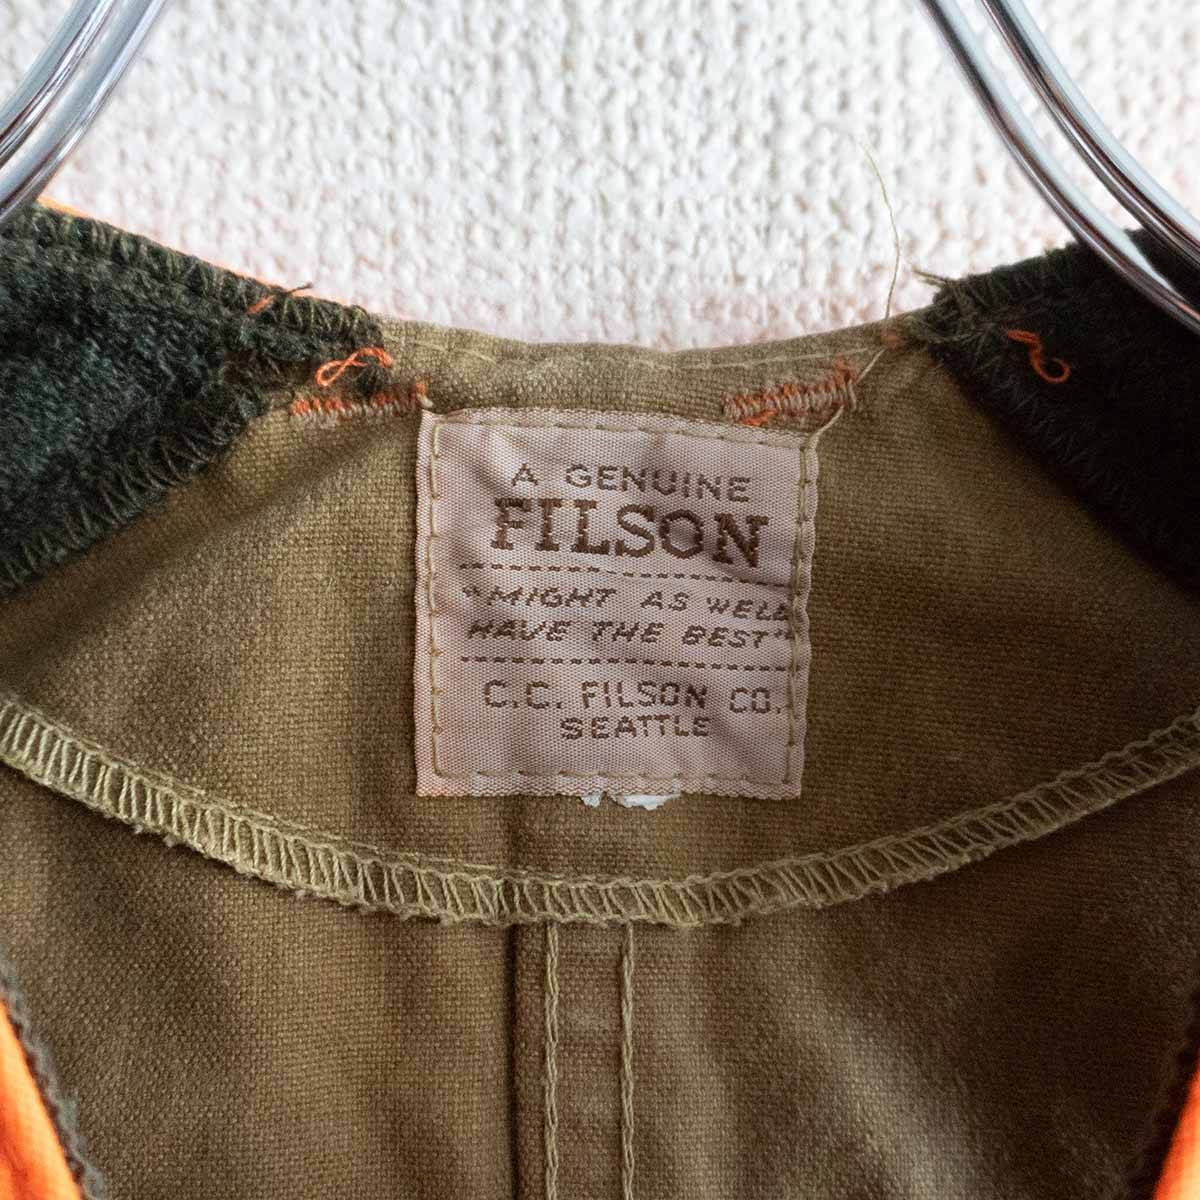 A GENUINE
FILSON
"MIGHT AS WELL
HAVE THE BEST"
C.C. FILSON CO.
SEATTLE